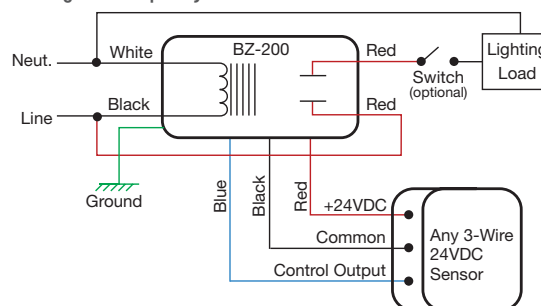 Neut.
White
BZ-200
Red
Lighting
Load
Switch
(optional)
Line
Black
Red
Ground
Blue
Black
Red
+24VDC
Common
Control Output
Any 3-Wire
24VDC
Sensor